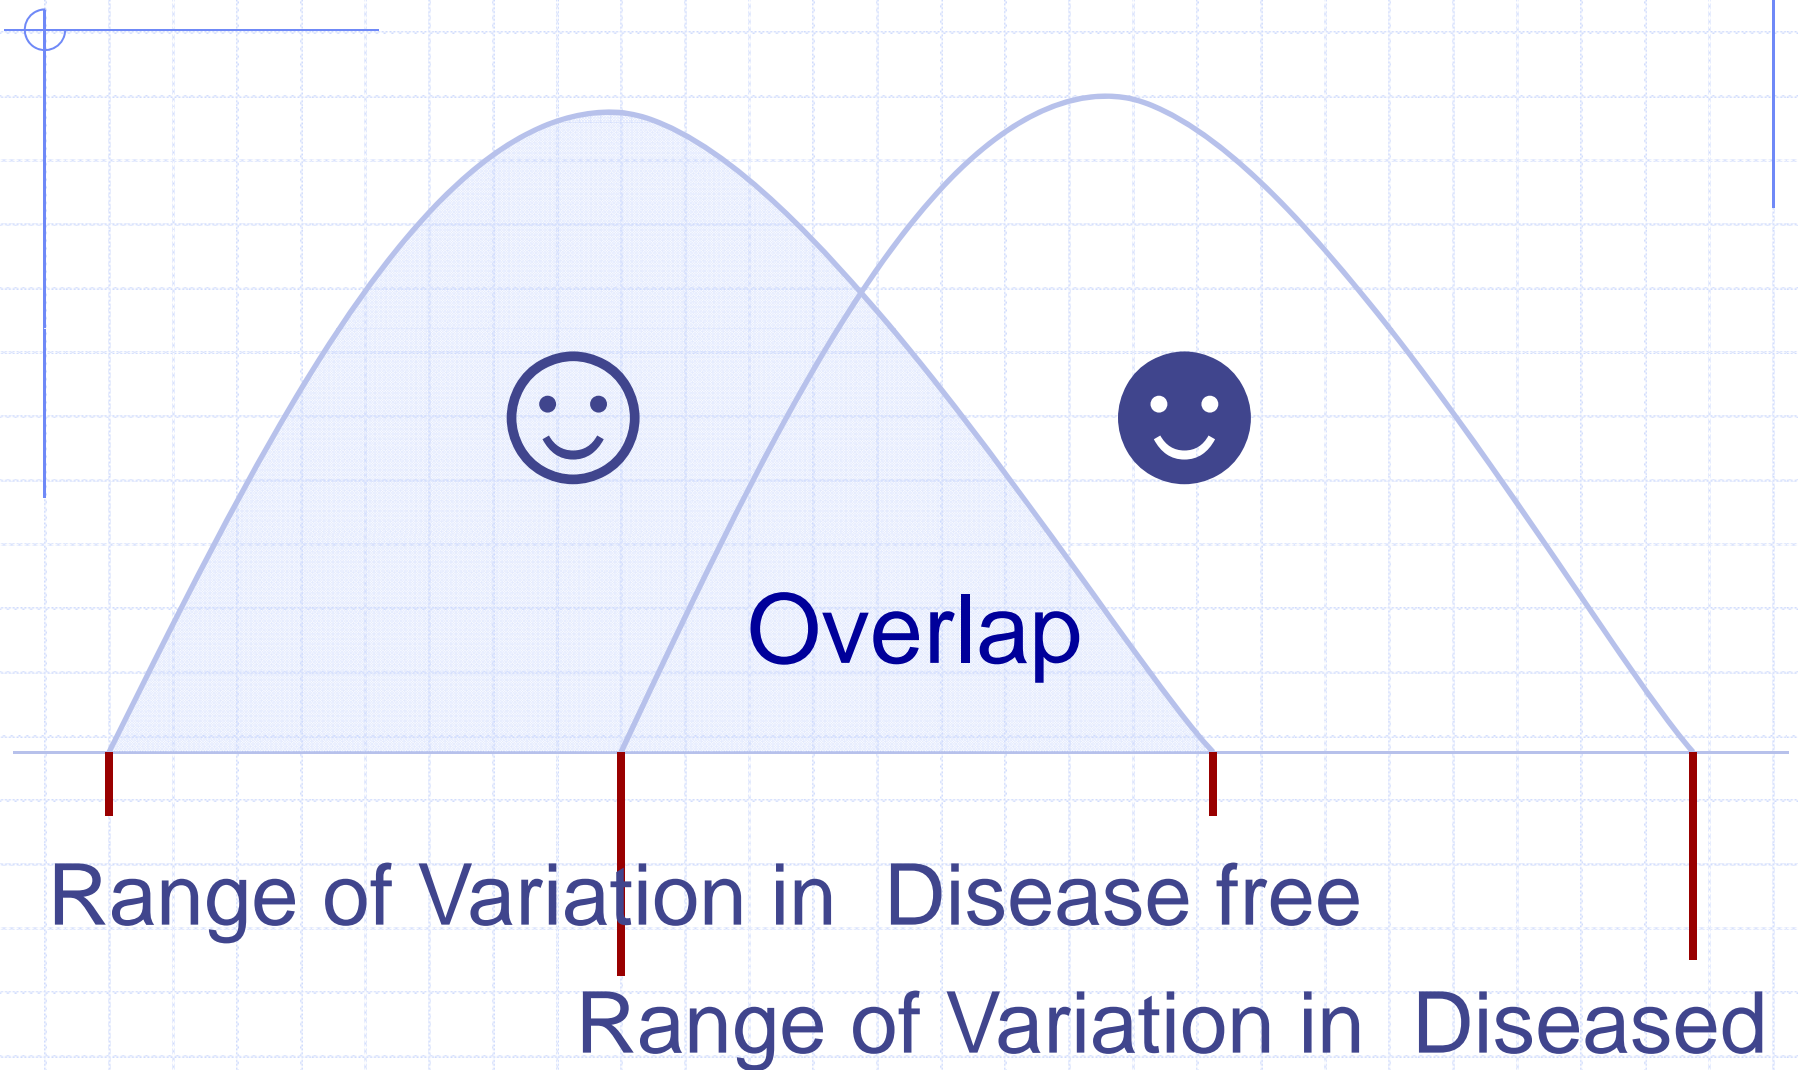 Overlap
Range of Variation in Disease free
Range of Variation in Diseased